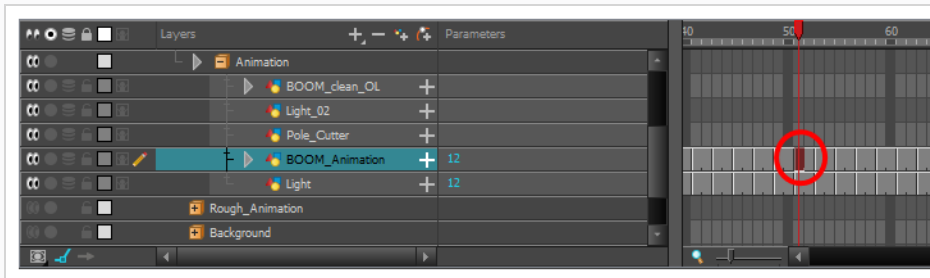 Layers Parameters 40 50 60
Animation
BOOM_clean_OL
Light_02
Pole_Cutter
BOOM_Animation 12
Light 12
Rough_Animation
Background